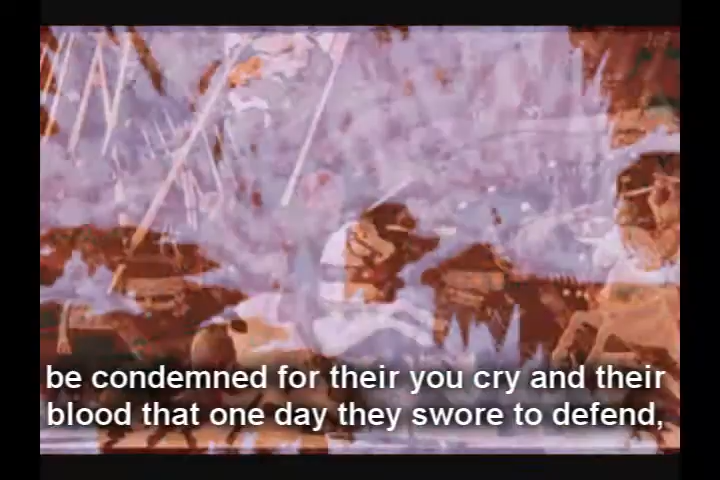 be condemned for their you cry and their
blood that one day they swore to defend,